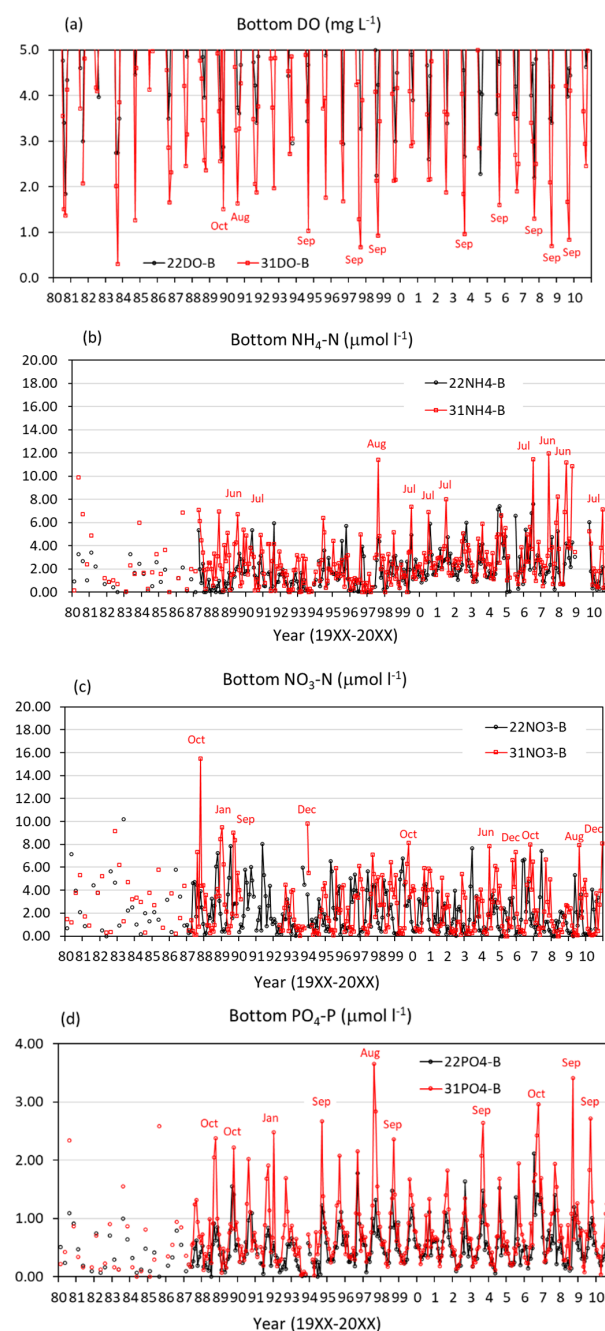 (a)
Bottom DO (mg L-1)
5.0
4.0
3.0
2.0
1.0
0.0
Oct
Aug
Sep
Sep
Sep
Sep
Sep
Sep
Sep
Sep
22DO-B
31DO-B
80 81 82 83 84 85 86 87 88 89 90 91 92 93 94 95 96 97 98 99 0 1 2 3 4 5 6 7 8 9 10
(b)
Bottom NH4-N (µmol l-1)
20.00
18.00
16.00
14.00
12.00
10.00
8.00
6.00
4.00
2.00
0.00
22NH4-B
31NH4-B
Jun
Jul
Aug
Jul
Jul
Jul
Jul
Jun
Jun
Jul
80 81 82 83 84 85 86 87 88 89 90 91 92 93 94 95 96 97 98 99 0 1 2 3 4 5 6 7 8 9 10
Year (19XX-20XX)
(c)
Bottom NO3-N (µmol l-1)
20.00
18.00
16.00
14.00
12.00
10.00
8.00
6.00
4.00
2.00
0.00
22NO3-B
31NO3-B
Oct
Jan
Sep
Dec
Oct
Jun
Dec
Oct
Aug
Dec
80 81 82 83 84 85 86 87 88 89 90 91 92 93 94 95 96 97 98 99 0 1 2 3 4 5 6 7 8 9 10
Year (19XX-20XX)
(d)
Bottom PO4-P (µmol l-1)
4.00
3.00
2.00
1.00
0.00
22PO4-B
31PO4-B
Oct
Oct
Jan
Sep
Aug
Sep
Sep
Oct
Sep
Sep
80 81 82 83 84 85 86 87 88 89 90 91 92 93 94 95 96 97 98 99 0 1 2 3 4 5 6 7 8 9 10
Year (19XX-20XX)